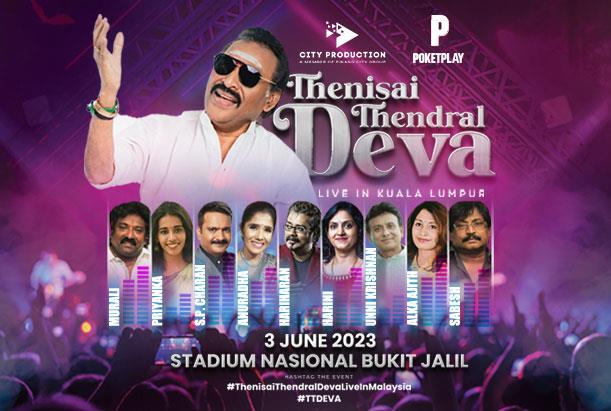 CITY PRODUCTION
A MEMBER OF PINANG CITY GROUP
P
POKETPLAY
Thenisai
Thendral
Deva
LIVE IN KUALA LUMPUR
MURALI
PRIYANKA
S.P. CHARAN
ANURADHA
HARIHARAN
HARINI
UNNI KRISHNAN
ALKA AJITH
SABESH
3 JUNE 2023
STADIUM NASIONAL BUKIT JALIL
HASHTAG THE EVENT
#ThenisaiThendralDevaLiveInMalaysia
#TTDEVA